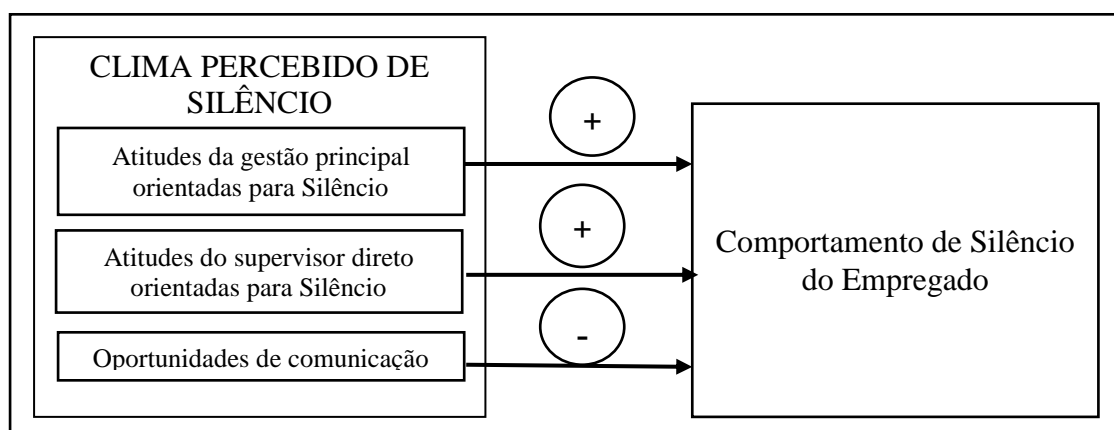 CLIMA PERCEBIDO DE
SILÊNCIO
Atitudes da gestão principal
orientadas para Silêncio
+
Atitudes do supervisor direto
orientadas para Silêncio
+
Oportunidades de comunicação
-
Comportamento de Silêncio
do Empregado